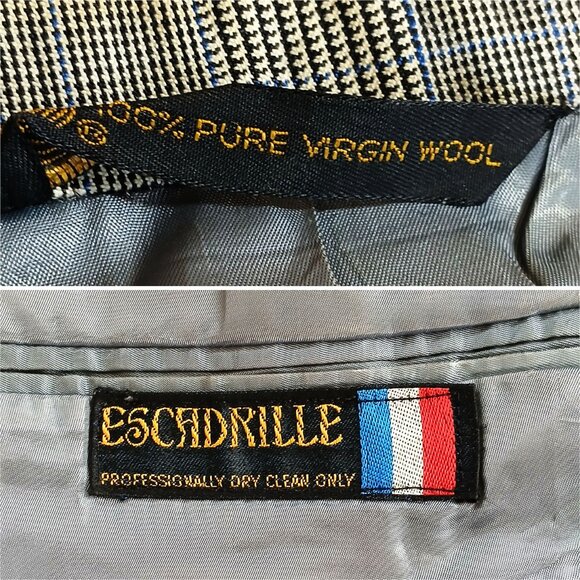 ® 100% PURE VIRGIN WOOL
ESCADRILLE
PROFESSIONALLY DRY CLEAN ONLY